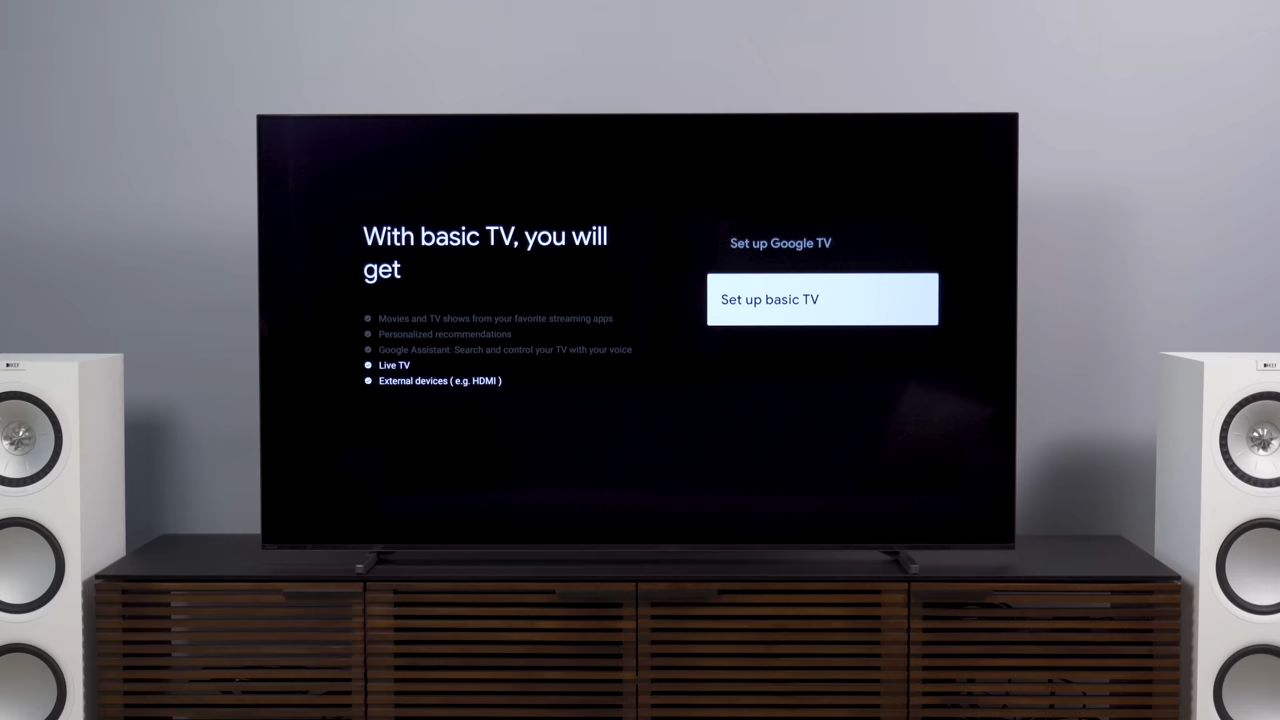 With basic TV, you will
get
Movies and TV shows from your favorite streaming apps
Personalized recommendations
Google Assistant: Search and control your TV with your voice
Live TV
External devices ( e.g. HDMI )
Set up Google TV
Set up basic TV
KEF
KEF